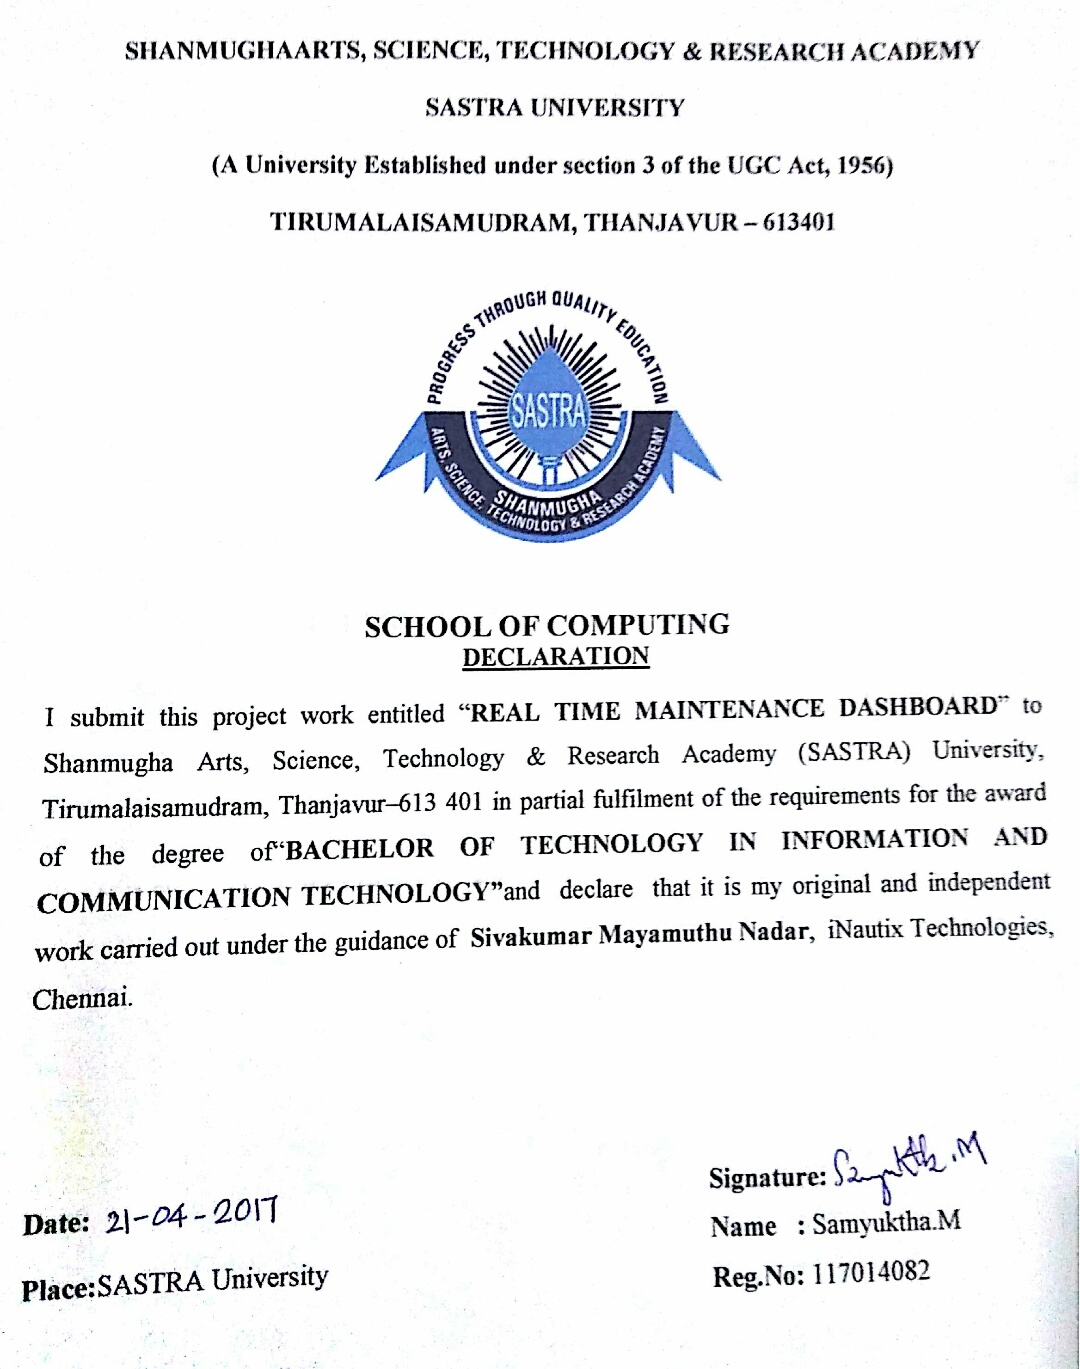 SHANMUGHAARTS, SCIENCE, TECHNOLOGY & RESEARCH ACADEMY
SASTRA UNIVERSITY
(A University Established under section 3 of the UGC Act, 1956)
TIRUMALAISAMUDRAM, THANJAVUR – 613401
PROGRESS THROUGH QUALITY EDUCATION
SASTRA
SHANMUGHA
ARTS, SCIENCE, TECHNOLOGY & RESEARCH ACADEMY
SCHOOL OF COMPUTING
DECLARATION
I submit this project work entitled “REAL TIME MAINTENANCE DASHBOARD” to
Shanmugha Arts, Science, Technology & Research Academy (SASTRA) University,
Tirumalaisamudram, Thanjavur–613 401 in partial fulfilment of the requirements for the award
of the degree of“BACHELOR OF TECHNOLOGY IN INFORMATION AND
COMMUNICATION TECHNOLOGY”and declare that it is my original and independent
work carried out under the guidance of Sivakumar Mayamuthu Nadar, iNautix Technologies,
Chennai.
Signature: Samyuktha.M
Date: 21-04-2017
Name : Samyuktha.M
Place:SASTRA University
Reg.No: 117014082